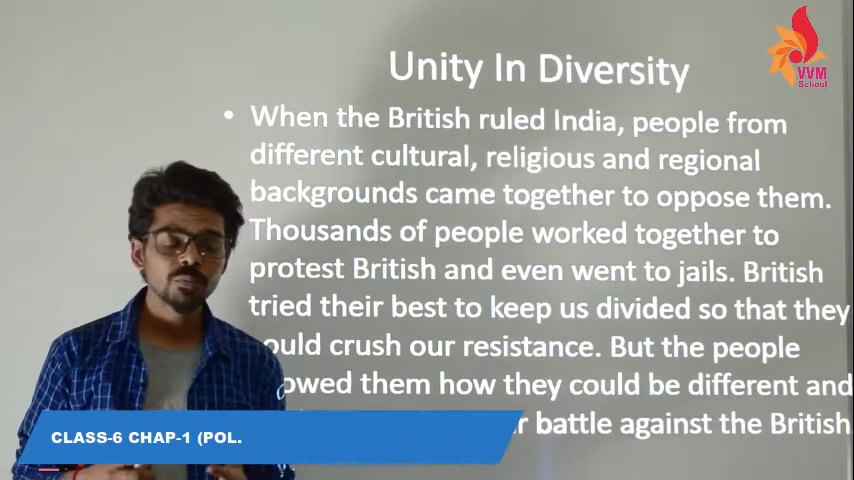 Unity In Diversity
VVM
School
• When the British ruled India, people from
different cultural, religious and regional
backgrounds came together to oppose them.
Thousands of people worked together to
protest British and even went to jails. British
tried their best to keep us divided so that they
ould crush our resistance. But the people
owed them how they could be different and
r battle against the British
CLASS-6 CHAP-1 (POL.